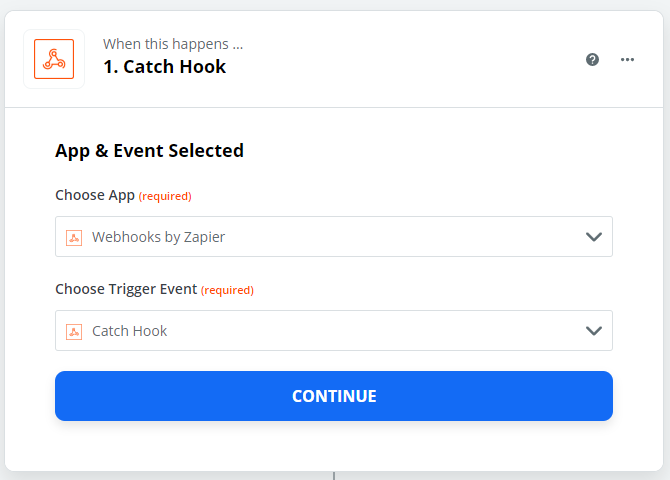 When this happens ...
1. Catch Hook
App & Event Selected
Choose App (required)
Webhooks by Zapier
Choose Trigger Event (required)
Catch Hook
CONTINUE